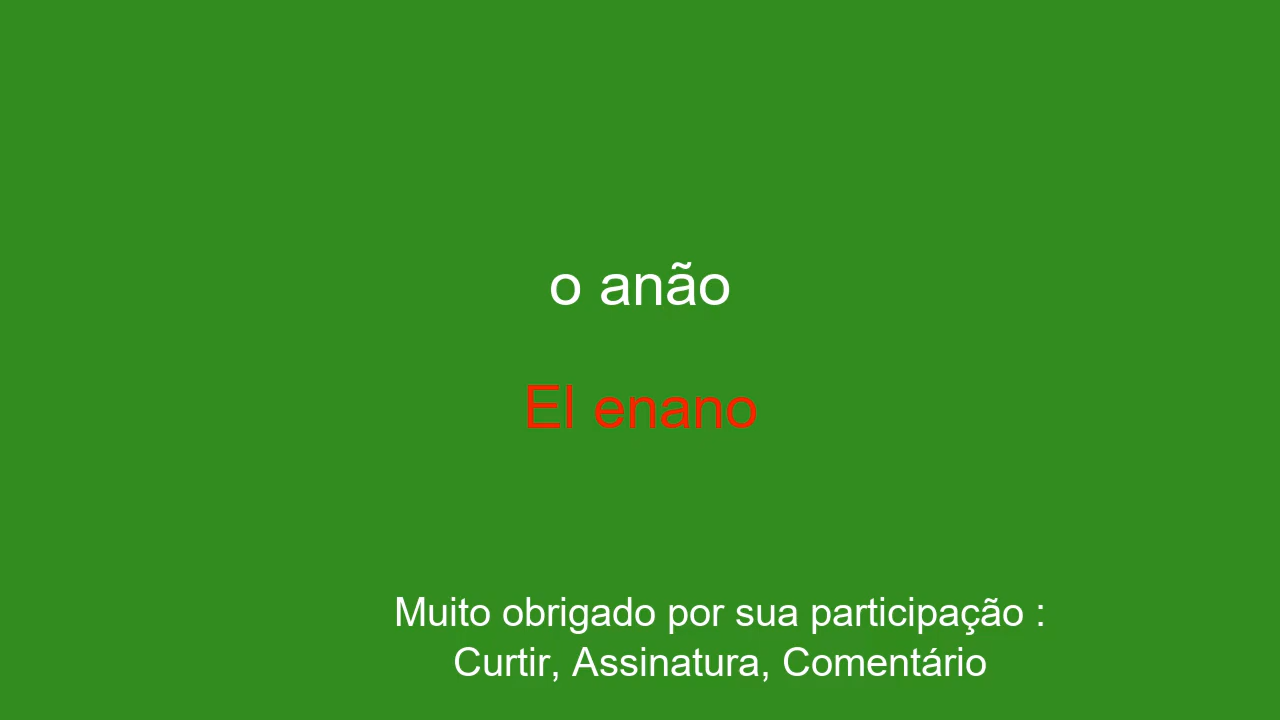 o anão
El enano
Muito obrigado por sua participação :
Curtir, Assinatura, Comentário